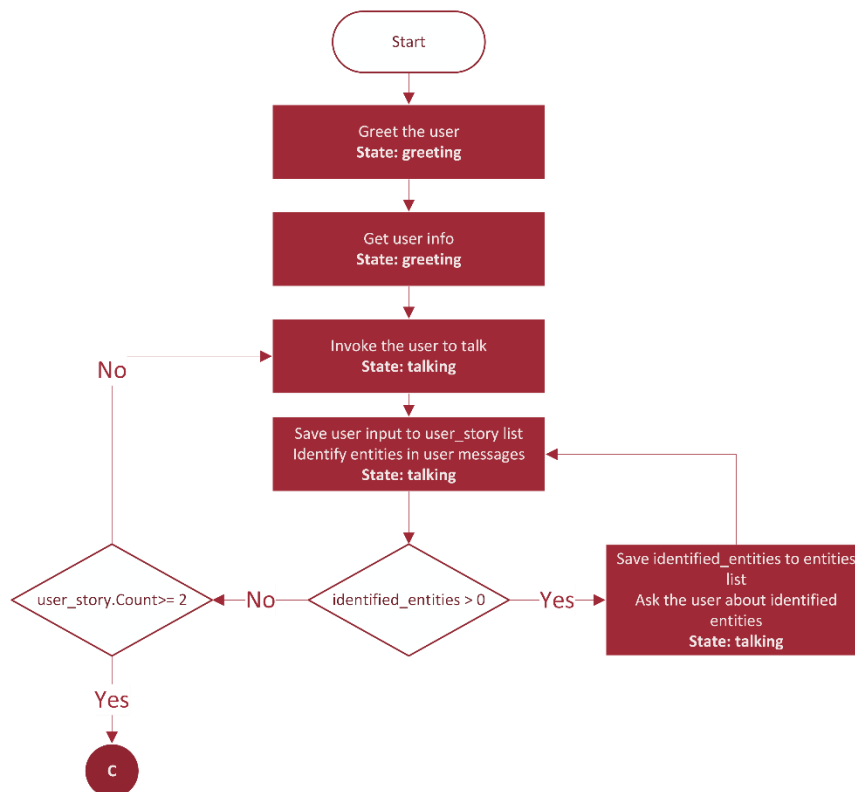 Start
Greet the user
State: greeting
Get user info
State: greeting
Invoke the user to talk
State: talking
No
Save user input to user_story list
Identify entities in user messages
State: talking
user_story.Count>= 2
No
identified_entities > 0
Yes
Save identified_entities to entities
list
Ask the user about identified
entities
State: talking
Yes
C